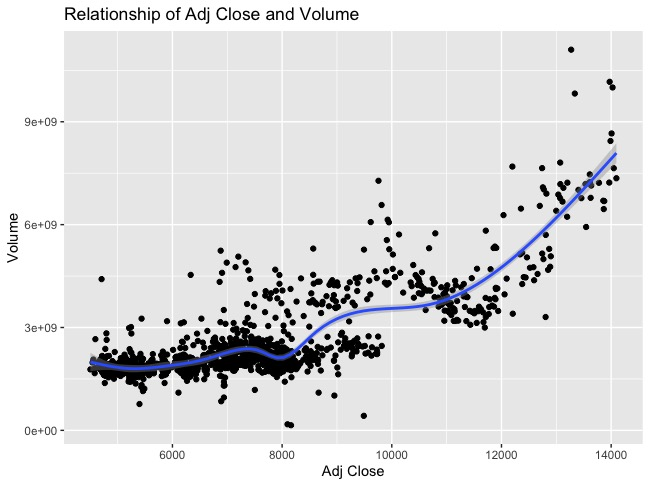 Relationship of Adj Close and Volume
Volume
9e+09
6e+09
3e+09
0e+00
6000
8000
10000
12000
14000
Adj Close